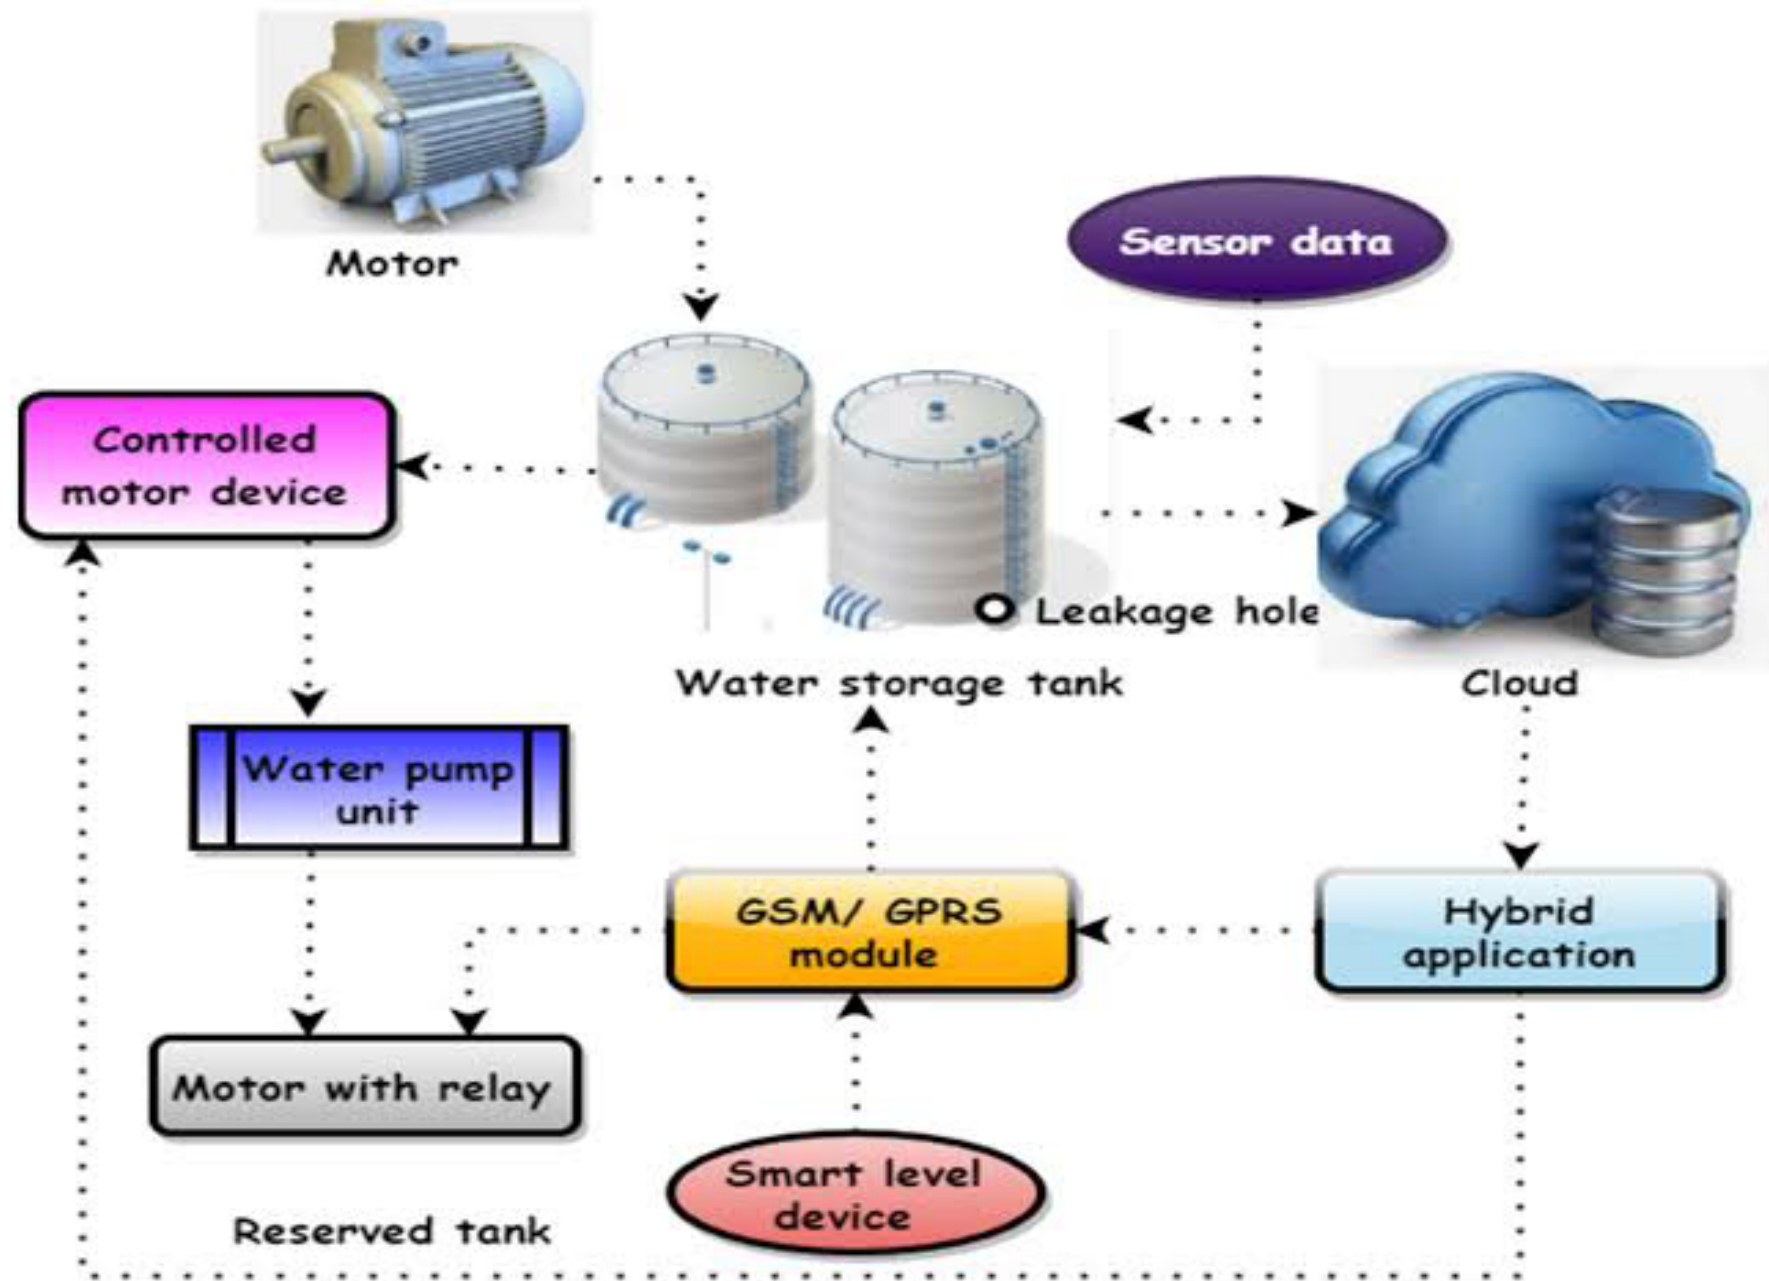 Motor
Sensor data
Controlled
motor device
Leakage hole
Water storage tank
Cloud
Water pump
unit
GSM/ GPRS
module
Hybrid
application
Motor with relay
Smart level
device
Reserved tank